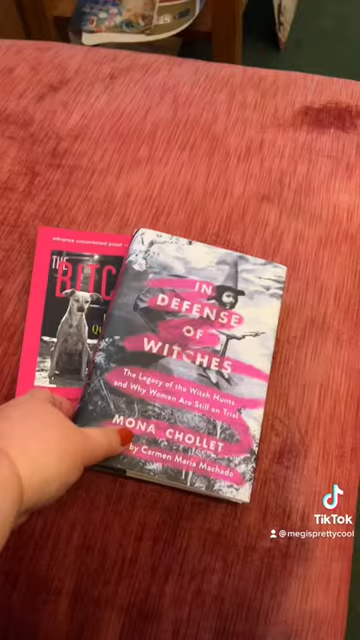 advance uncorrected proof
THE
BITC
IN
DEFENSE
OF
WITCHES
The Legacy of the Witch Hunts
and Why Women Are Still on Trial
MONA CHOLLET
by Carmen Maria Machado
TikTok
@megisprettycool